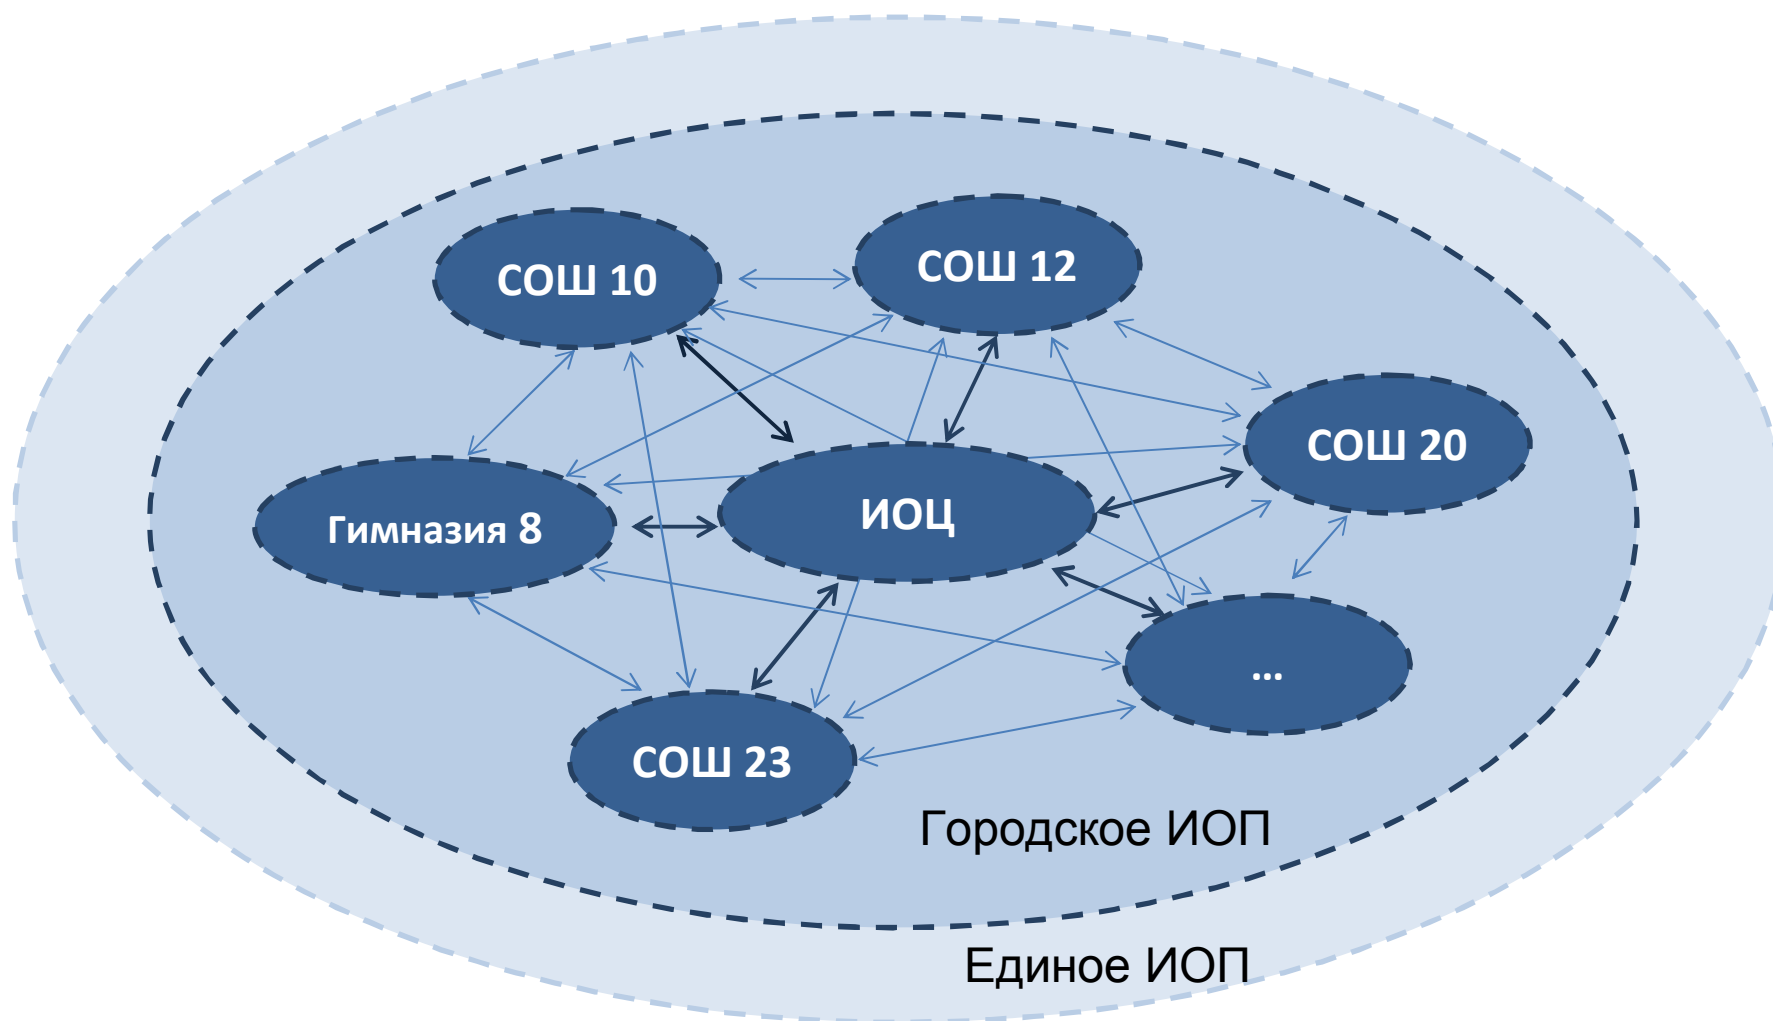 СОШ 10
СОШ 12
СОШ 20
Гимназия 8
ИОЦ
...
СОШ 23
Городское ИОП
Единое ИОП